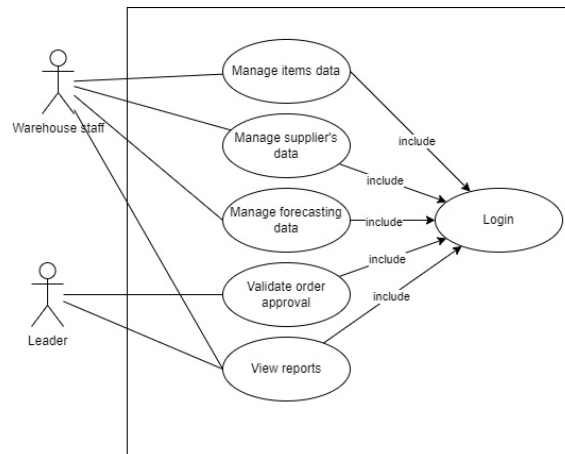 Manage items data
Warehouse staff
include
Manage supplier's
data
include
Manage forecasting
data
include
Login
include
Validate order
approval
include
Leader
View reports